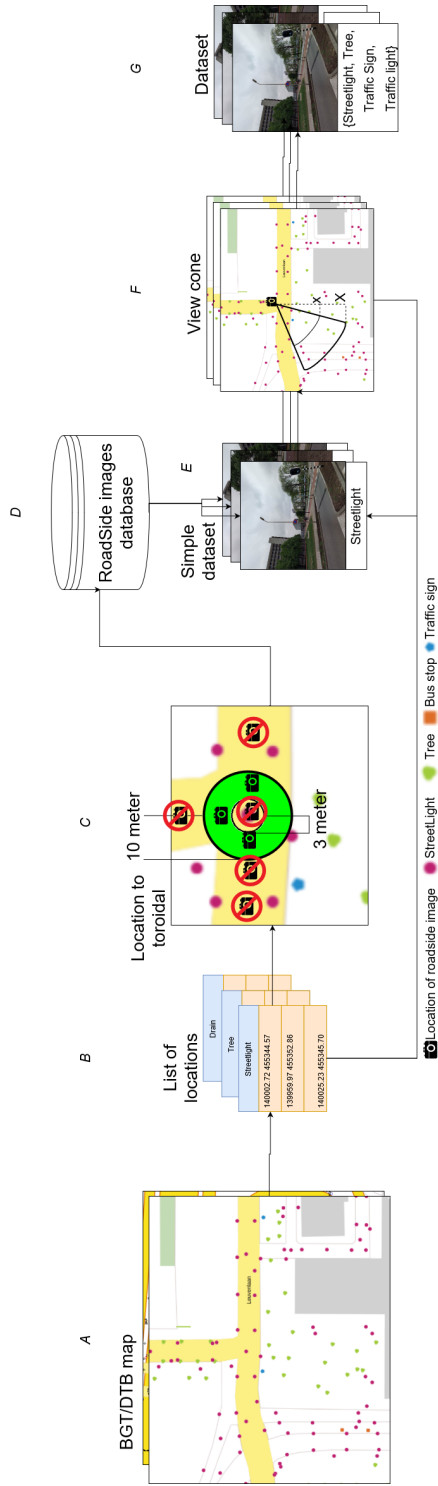 A
B
C
D
E
F
G
BGT/DTB map
Leuvenlaan
List of
locations
Drain
Tree
Streetlight
140002.72 455344.57
139959.97 455352.86
140025.23 455345.70
Location to
toroidal
10 meter
3 meter
RoadSide images
database
Simple
dataset
Streetlight
View cone
Leuvenlaan
x
X
Dataset
{Streetlight, Tree,
Traffic Sign,
Traffic light}
Location of roadside image
StreetLight
Tree
Bus stop
Traffic sign